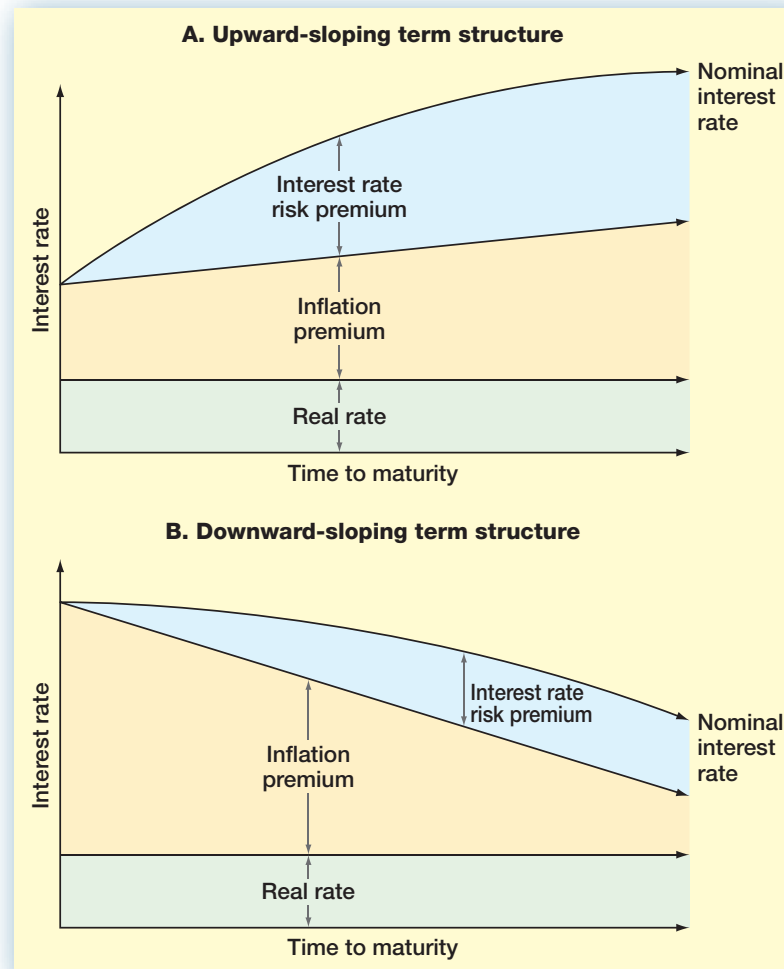 A. Upward-sloping term structure
Nominal
interest
rate
Interest rate
risk premium
Interest rate
Inflation
premium
Real rate
Time to maturity
B. Downward-sloping term structure
Interest rate
Interest rate
risk premium
Nominal
interest
rate
Inflation
premium
Real rate
Time to maturity